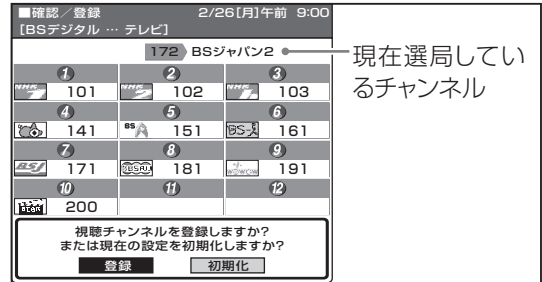 ■確認／登録 2/26[月]午前 9:00
[BSデジタル … テレビ]
172 BSジャパン2
現在選局してい
るチャンネル
1 2 3
101 102 103
4 5 6
141 BS A 151 BS-i 161
7 8 9
BSJ 171 181 WOWOW 191
10 11 12
200
視聴チャンネルを登録しますか?
または現在の設定を初期化しますか?
登録 初期化